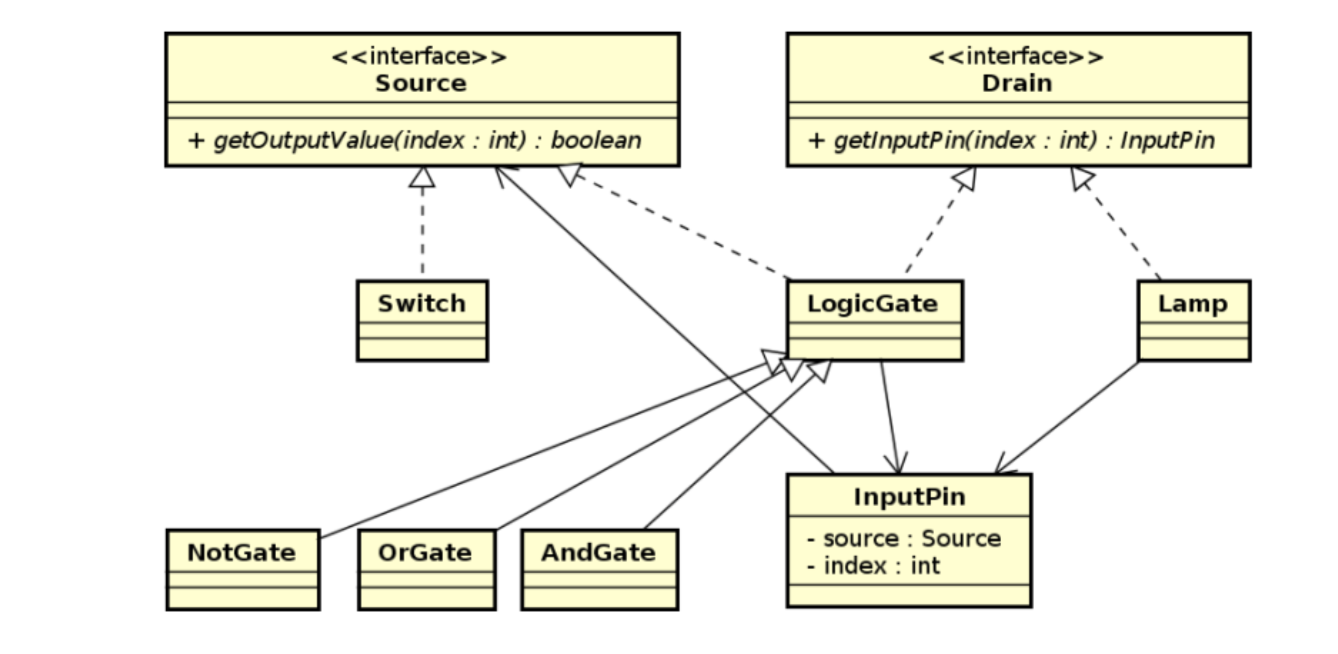 <<interface>>
Source
+ getOutputValue(index : int) : boolean
<<interface>>
Drain
+ getInputPin(index : int) : InputPin
Switch
LogicGate
Lamp
NotGate
OrGate
AndGate
InputPin
- source : Source
- index : int